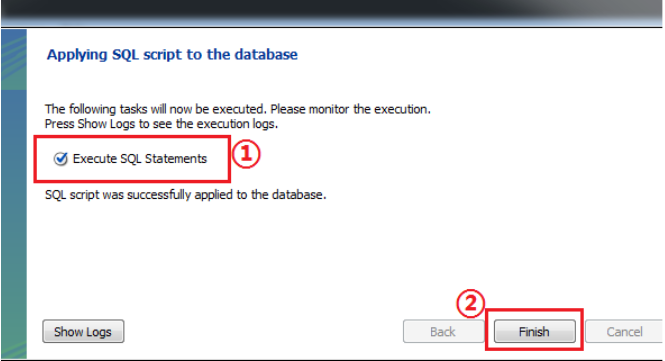 Applying SQL script to the database
The following tasks will now be executed. Please monitor the execution.
Press Show Logs to see the execution logs.
Execute SQL Statements
①
SQL script was successfully applied to the database.
②
Show Logs
Back
Finish
Cancel